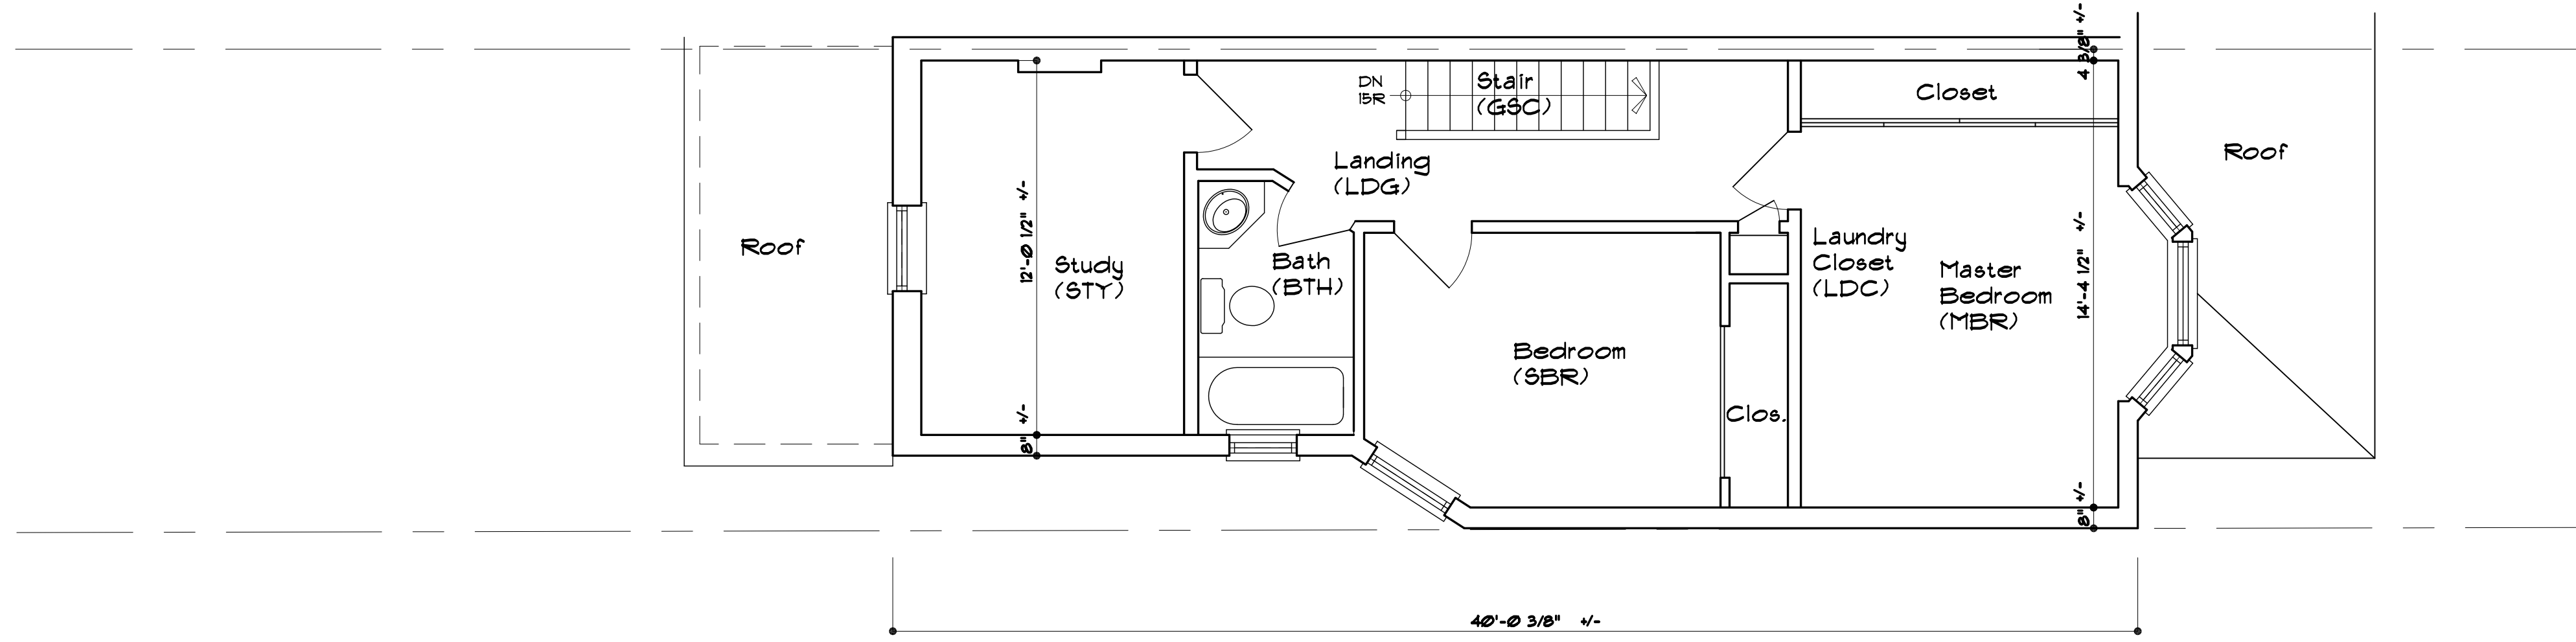 Roof
12'-0 1/2" +/-
8" +/-
Study
(STY)
Bath
(BTH)
DN
15R
Stair
(GSC)
Landing
(LDG)
Bedroom
(SBR)
Clos.
Laundry
Closet
(LDC)
Closet
Master
Bedroom
(MBR)
4 3/8" +/-
14'-4 1/2" +/-
8" +/-
Roof
40'-0 3/8" +/-